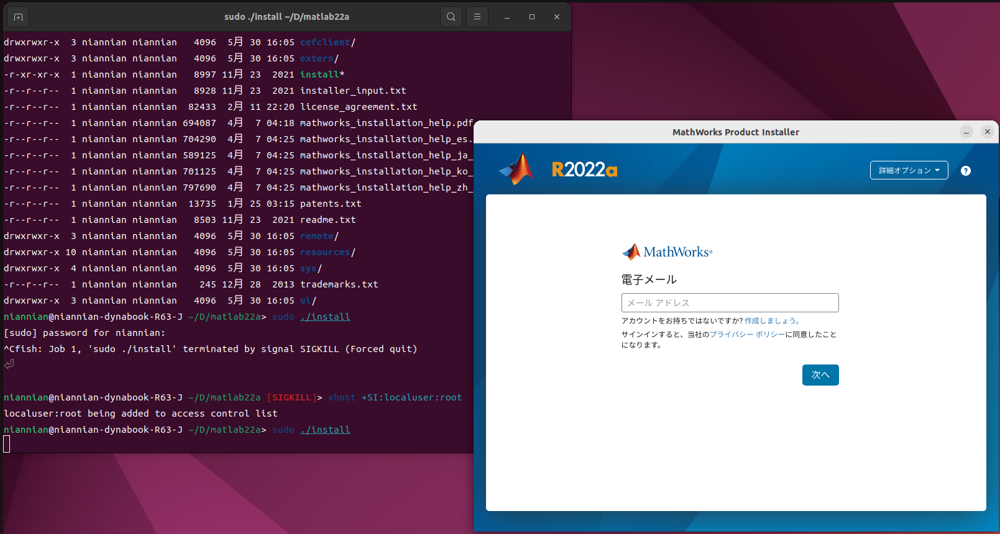 sudo ./install ~/D/matlab22a
drwxrwxr-x  3 niannian niannian   4096  5月 30 16:05 cefclient/
drwxrwxr-x  3 niannian niannian   4096  5月 30 16:05 extern/
-r-xr-xr-x  1 niannian niannian   8997 11月 23  2021 install*
-r--r--r--  1 niannian niannian   8928 11月 23  2021 installer_input.txt
-r--r--r--  1 niannian niannian  82433  2月 11 22:20 license_agreement.txt
-r--r--r--  1 niannian niannian 694087  4月  7 04:18 mathworks_installation_help.pdf
-r--r--r--  1 niannian niannian 704290  4月  7 04:25 mathworks_installation_help_es.
-r--r--r--  1 niannian niannian 589125  4月  7 04:25 mathworks_installation_help_ja_
-r--r--r--  1 niannian niannian 701125  4月  7 04:25 mathworks_installation_help_ko_
-r--r--r--  1 niannian niannian 797690  4月  7 04:25 mathworks_installation_help_zh_
-r--r--r--  1 niannian niannian  13735  1月 25 03:15 patents.txt
-r--r--r--  1 niannian niannian   8503 11月 23  2021 readme.txt
drwxrwxr-x  3 niannian niannian   4096  5月 30 16:05 remote/
drwxrwxr-x 10 niannian niannian   4096  5月 30 16:05 resources/
drwxrwxr-x  4 niannian niannian   4096  5月 30 16:05 sys/
-r--r--r--  1 niannian niannian    245 12月 28  2013 trademarks.txt
drwxrwxr-x  3 niannian niannian   4096  5月 30 16:05 ui/
niannian@niannian-dynabook-R63-J ~/D/matlab22a> sudo ./install
[sudo] password for niannian:
^Cfish: Job 1, 'sudo ./install' terminated by signal SIGKILL (Forced quit)
⏎
niannian@niannian-dynabook-R63-J ~/D/matlab22a [SIGKILL]> xhost +SI:localuser:root
localuser:root being added to access control list
niannian@niannian-dynabook-R63-J ~/D/matlab22a> sudo ./install
MathWorks Product Installer
R2022a
詳細オプション
?
MathWorks®
電子メール
メール アドレス
アカウントをお持ちではないですか? 作成しましょう。
サインインすると、当社のプライバシー ポリシーに同意したこと
になります。
次へ